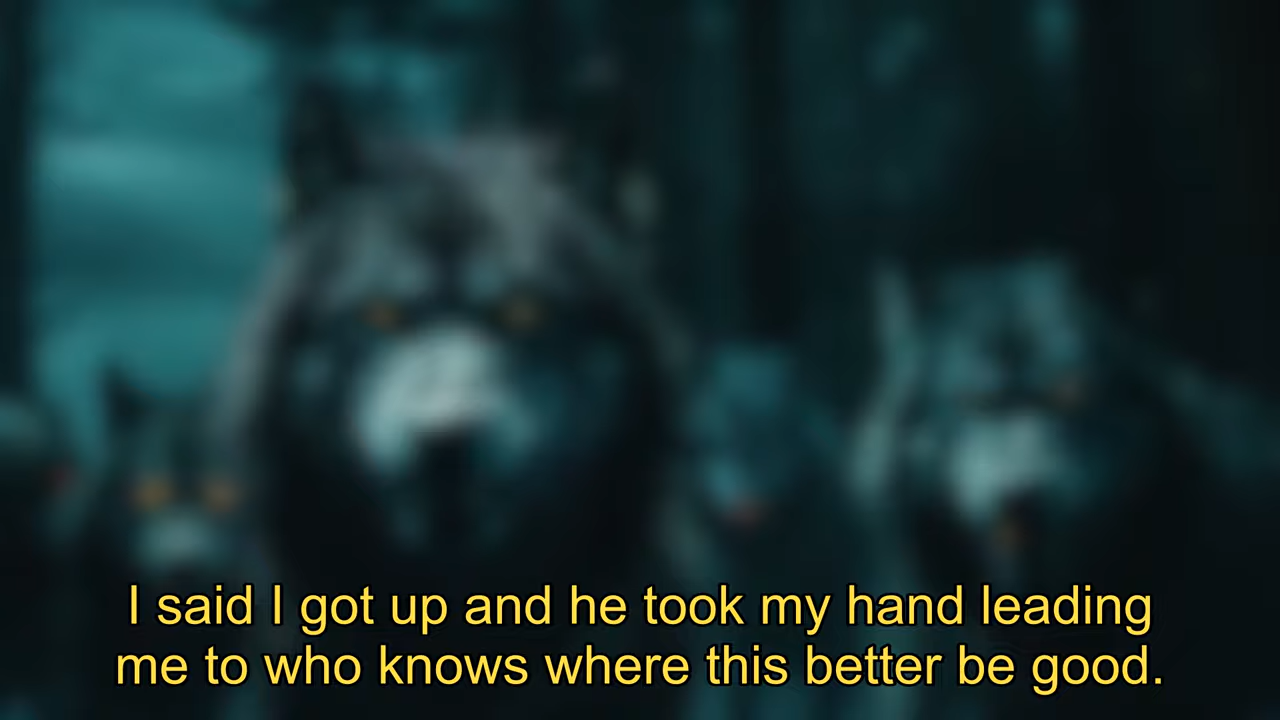 I said I got up and he took my hand leading
me to who knows where this better be good.